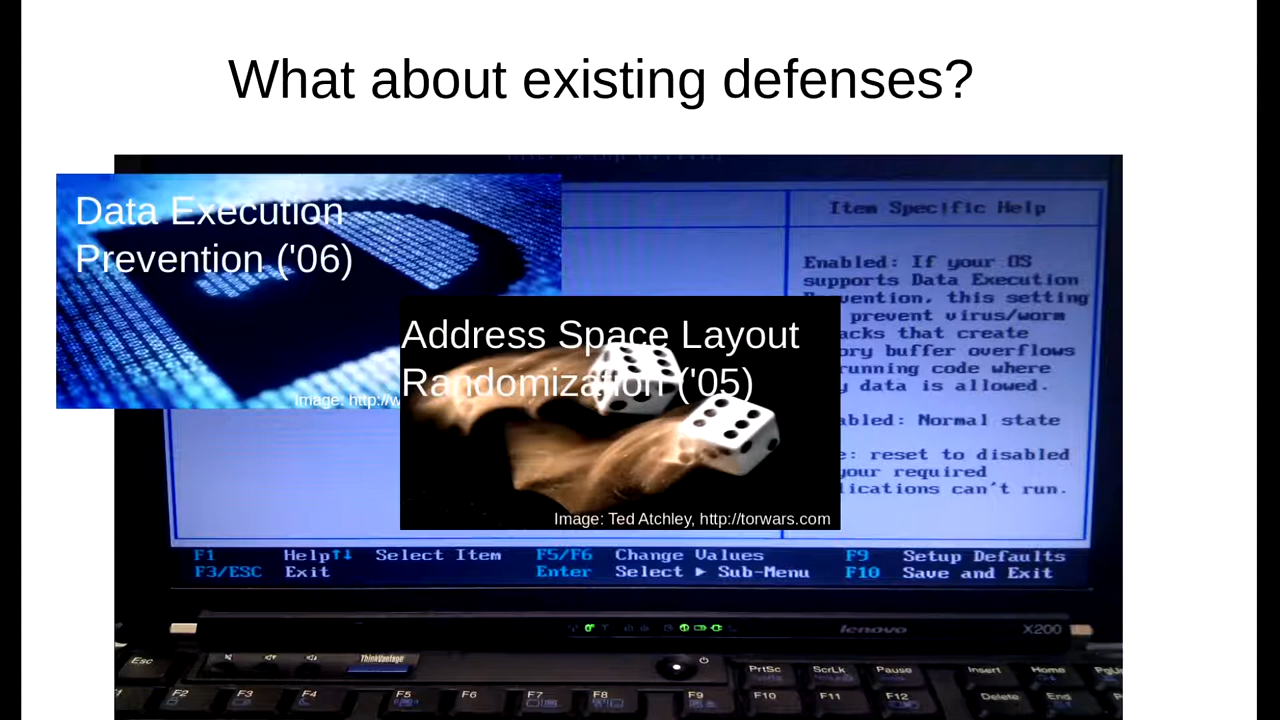 What about existing defenses?
Data Execution
Prevention ('06)
Image: http://w
Address Space Layout
Randomization ('05)
Image: Ted Atchley, http://torwars.com
Item Specific Help
Enabled: If your OS
supports Data Execution
vention, this setting
prevent virus/worm
acks that create
ory buffer overflows
running code where
y data is allowed.
abled: Normal state
e: reset to disabled
your required
lications can't run.
F1 Help↑↓ Select Item F5/F6 Change Values F9 Setup Defaults
F3/ESC Exit Enter Select ▶ Sub-Menu F10 Save and Exit
lenovo X200
ThinkVantage
Esc PrtSc ScrLk Pause Insert Home PgU
F2 F3 F4 F5 F6 F7 F8 F9 F10 F11 F12 Delete End